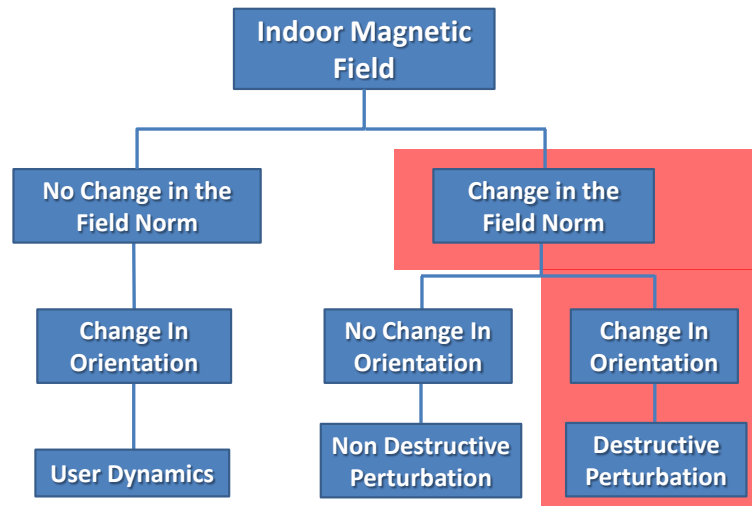 Indoor Magnetic
Field
No Change in the
Field Norm
Change in the
Field Norm
Change In
Orientation
No Change In
Orientation
Change In
Orientation
User Dynamics
Non Destructive
Perturbation
Destructive
Perturbation